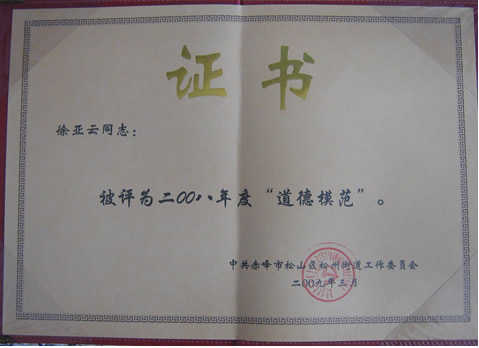 证书
徐亚云同志：
被评为二00八年度“道德模范”。
中共赤峰市松山区松州街道工作委员会
二00九年三月